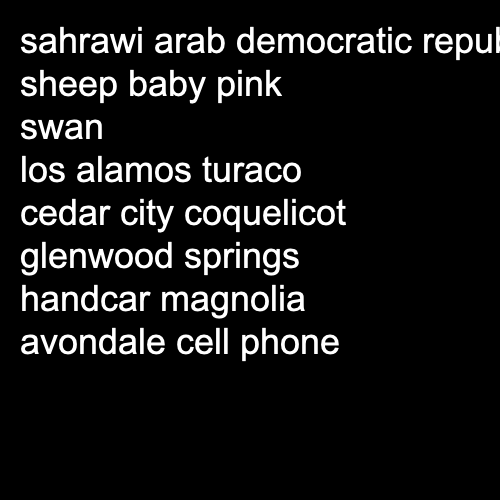 sahrawi arab democratic
sheep baby pink
swan
los alamos turaco
cedar city coquelicot
glenwood springs
handcar magnolia
avondale cell phone